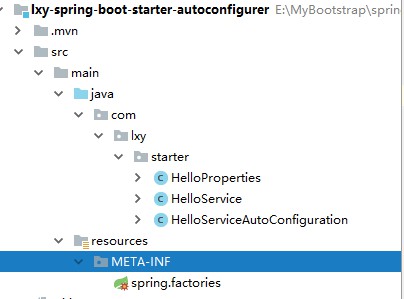 lxy-spring-boot-starter-autoconfigurer E:\MyBootstrap\sprin
.mvn
src
main
java
com
lxy
starter
HelloProperties
HelloService
HelloServiceAutoConfiguration
resources
META-INF
spring.factories